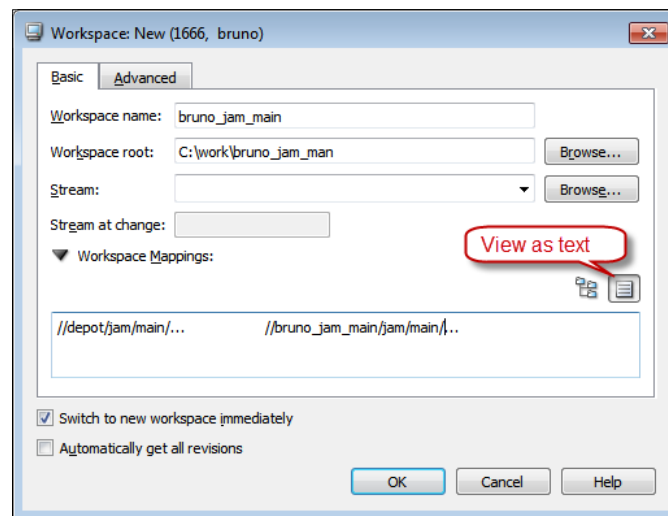 Workspace: New (1666, bruno)
Basic Advanced
Workspace name: bruno_jam_main
Workspace root: C:\work\bruno_jam_man Browse...
Stream: Browse...
Stream at change:
View as text
Workspace Mappings:
//depot/jam/main/... //bruno_jam_main/jam/main/...
Switch to new workspace immediately
Automatically get all revisions
OK Cancel Help